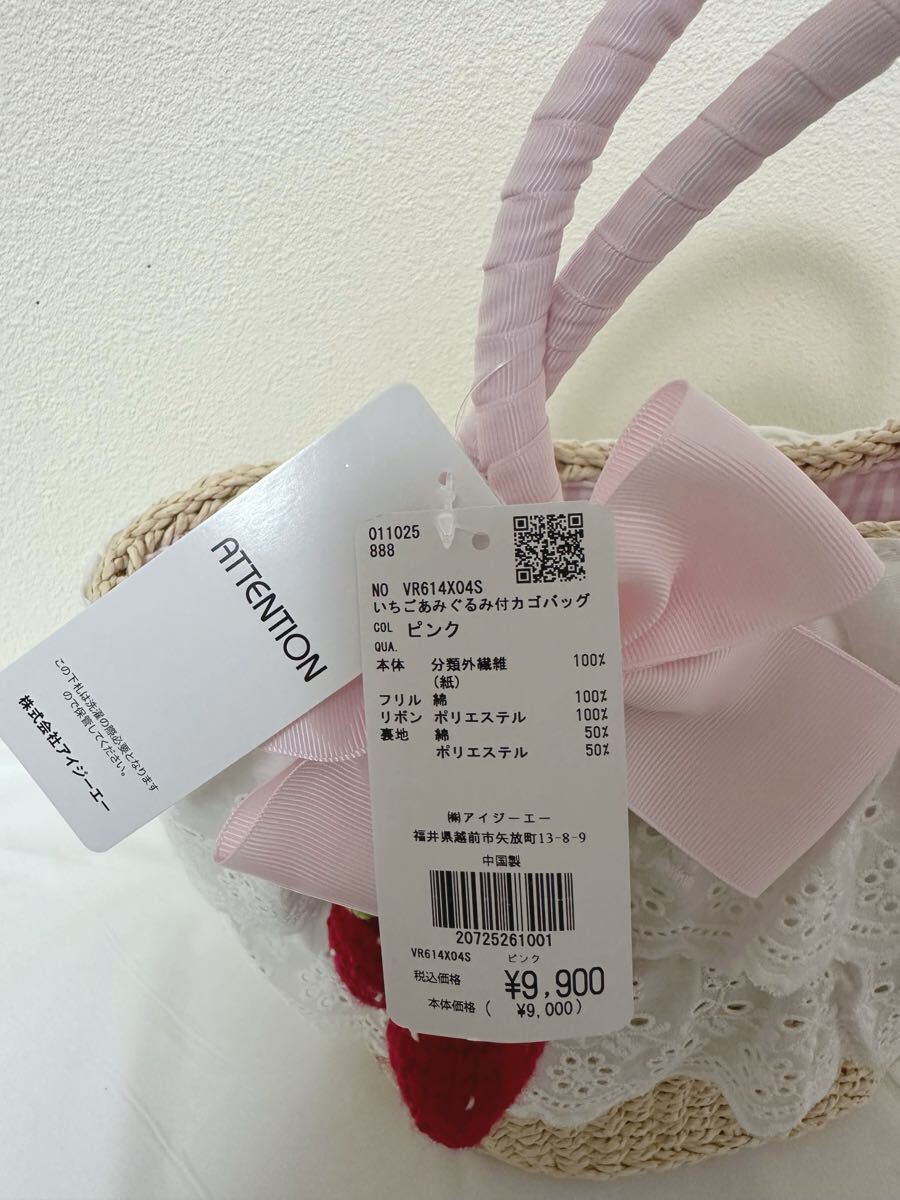 ATTENTION
この下札は洗濯の際必要となります
ので保管してください。
株式会社アイジーエー
011025
888
NO VR614X04S
いちごあみぐるみ付カゴバッグ
COL ピンク
QUA.
本体 分類外繊維 100%
(紙)
フリル 綿 100%
リボン ポリエステル 100%
裏地 綿 50%
ポリエステル 50%
㈱アイジーエー
福井県越前市矢放町13-8-9
中国製
20725261001
VR614X04S ピンク
税込価格 ¥9,900
本体価格 ( ¥9,000)